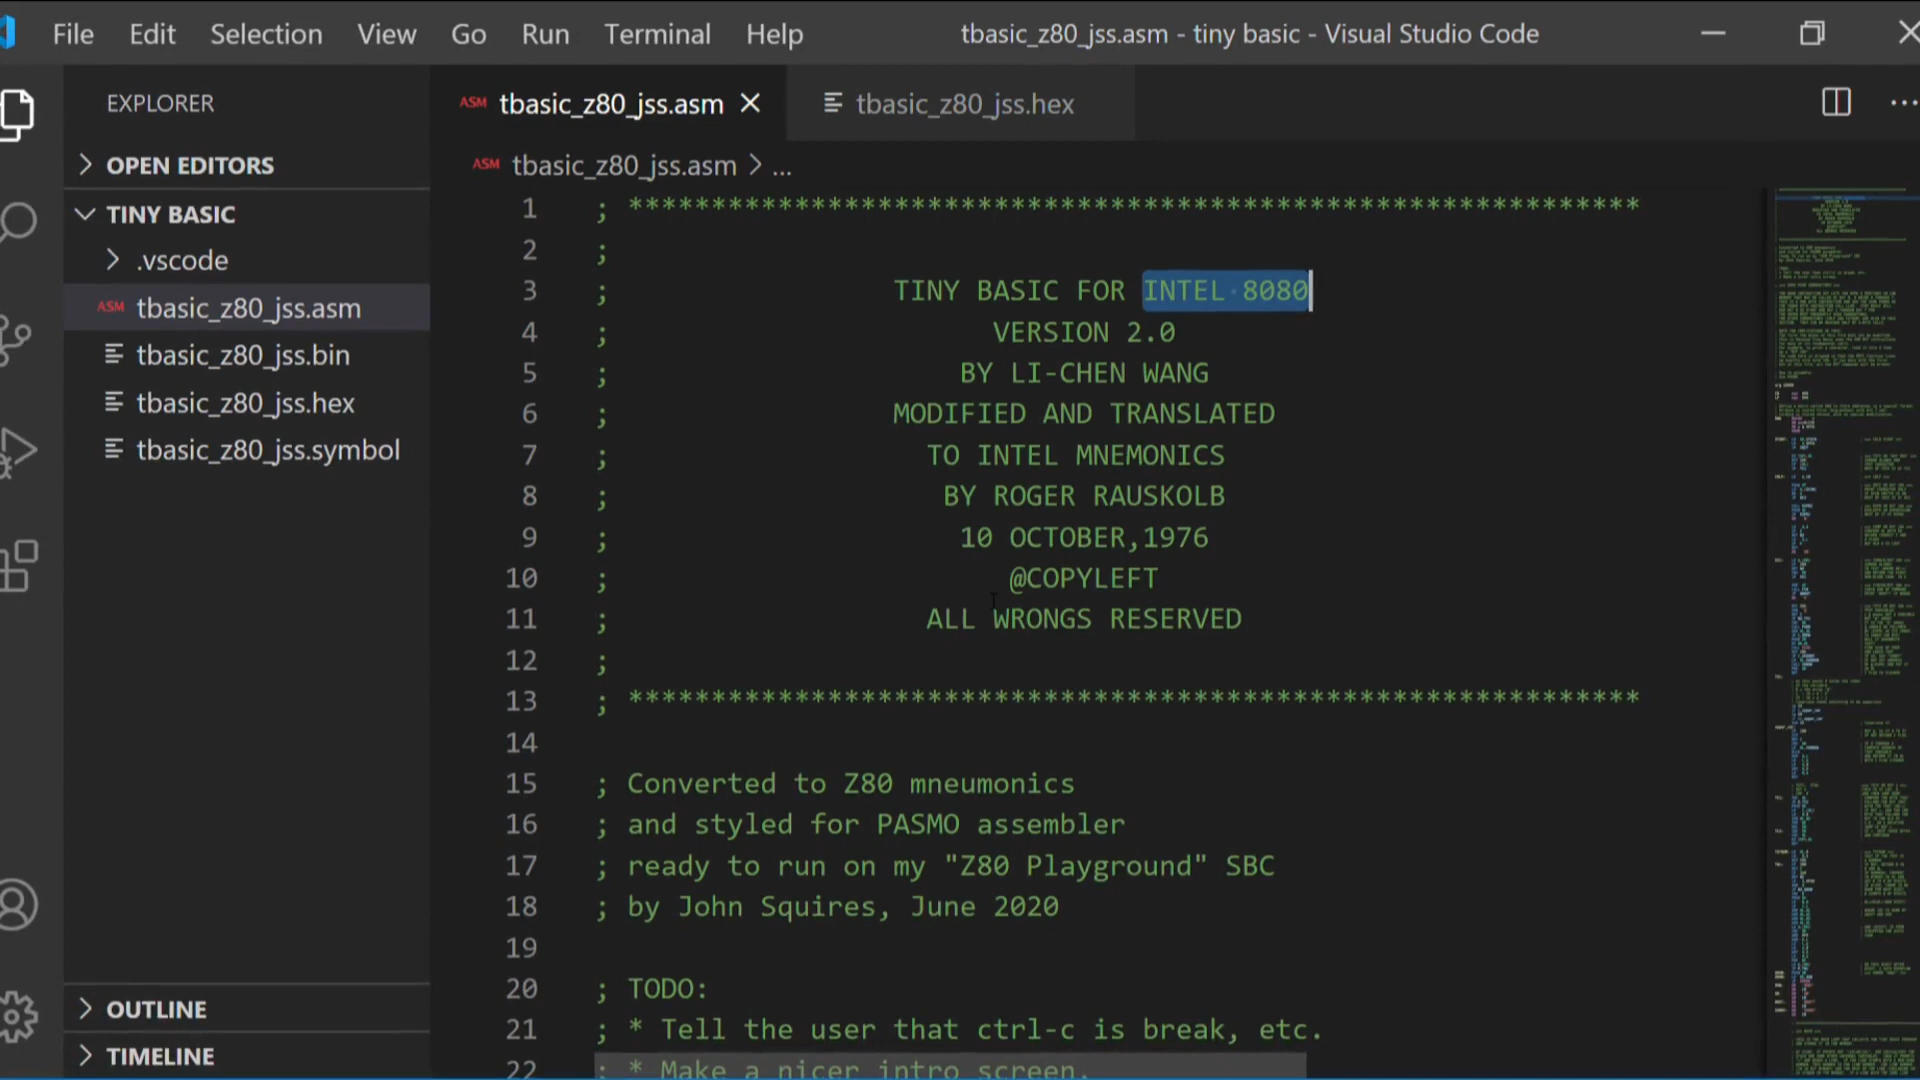 File Edit Selection View Go Run Terminal Help tbasic_z80_jss.asm - tiny basic - Visual Studio Code
EXPLORER
OPEN EDITORS
TINY BASIC
.vscode
ASM tbasic_z80_jss.asm
tbasic_z80_jss.bin
tbasic_z80_jss.hex
tbasic_z80_jss.symbol
OUTLINE
TIMELINE
ASM tbasic_z80_jss.asm tbasic_z80_jss.hex ...
ASM tbasic_z80_jss.asm > ...
1 ; *************************************************************
2 ;
3 ; TINY BASIC FOR INTEL 8080
4 ; VERSION 2.0
5 ; BY LI-CHEN WANG
6 ; MODIFIED AND TRANSLATED
7 ; TO INTEL MNEMONICS
8 ; BY ROGER RAUSKOLB
9 ; 10 OCTOBER,1976
10 ; @COPYLEFT
11 ; ALL WRONGS RESERVED
12 ;
13 ; *************************************************************
14
15 ; Converted to Z80 mneumonics
16 ; and styled for PASMO assembler
17 ; ready to run on my "Z80 Playground" SBC
18 ; by John Squires, June 2020
19
20 ; TODO:
21 ; * Tell the user that ctrl-c is break, etc.
22 ; * Make a nicer intro screen.